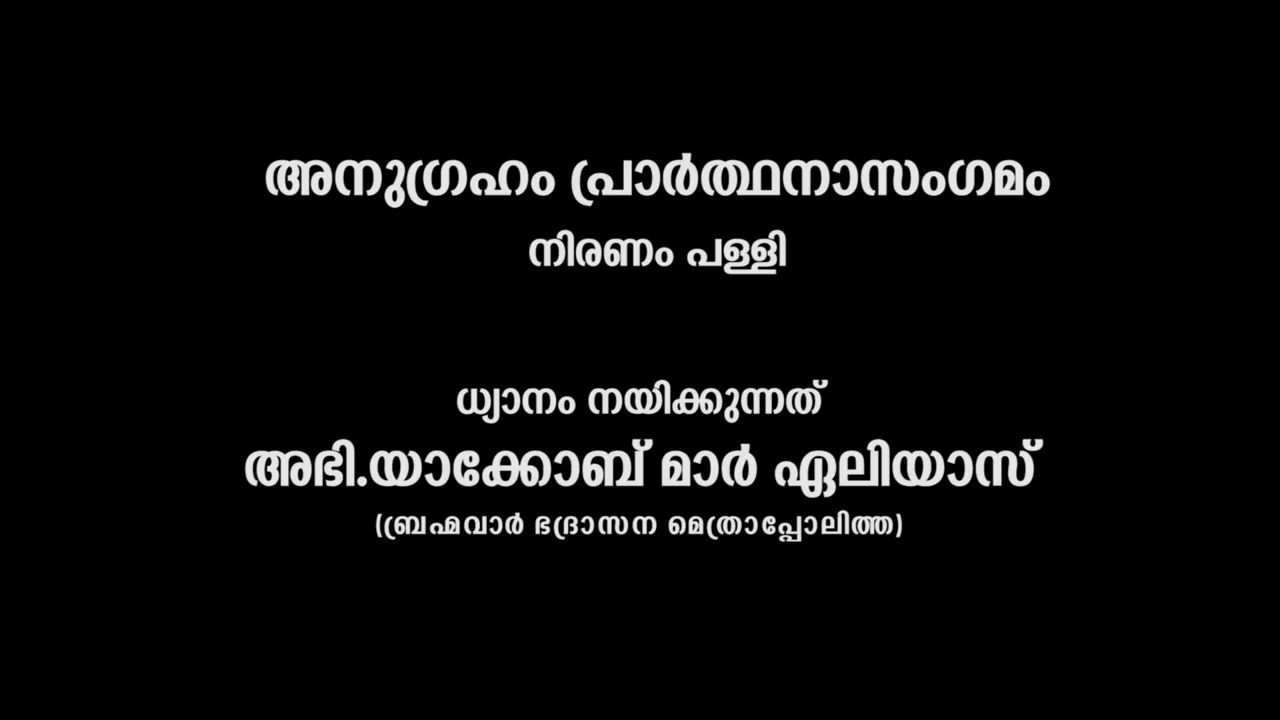 അനുഗ്രഹം പ്രാർത്ഥനാസംഗമം
നിരണം പള്ളി
ധ്യാനം നയിക്കുന്നത്
അഭി.യാക്കോബ് മാർ ഏലിയാസ്
(ബ്രഹ്മവാർ ഭദ്രാസന മെത്രാപ്പോലിത്ത)